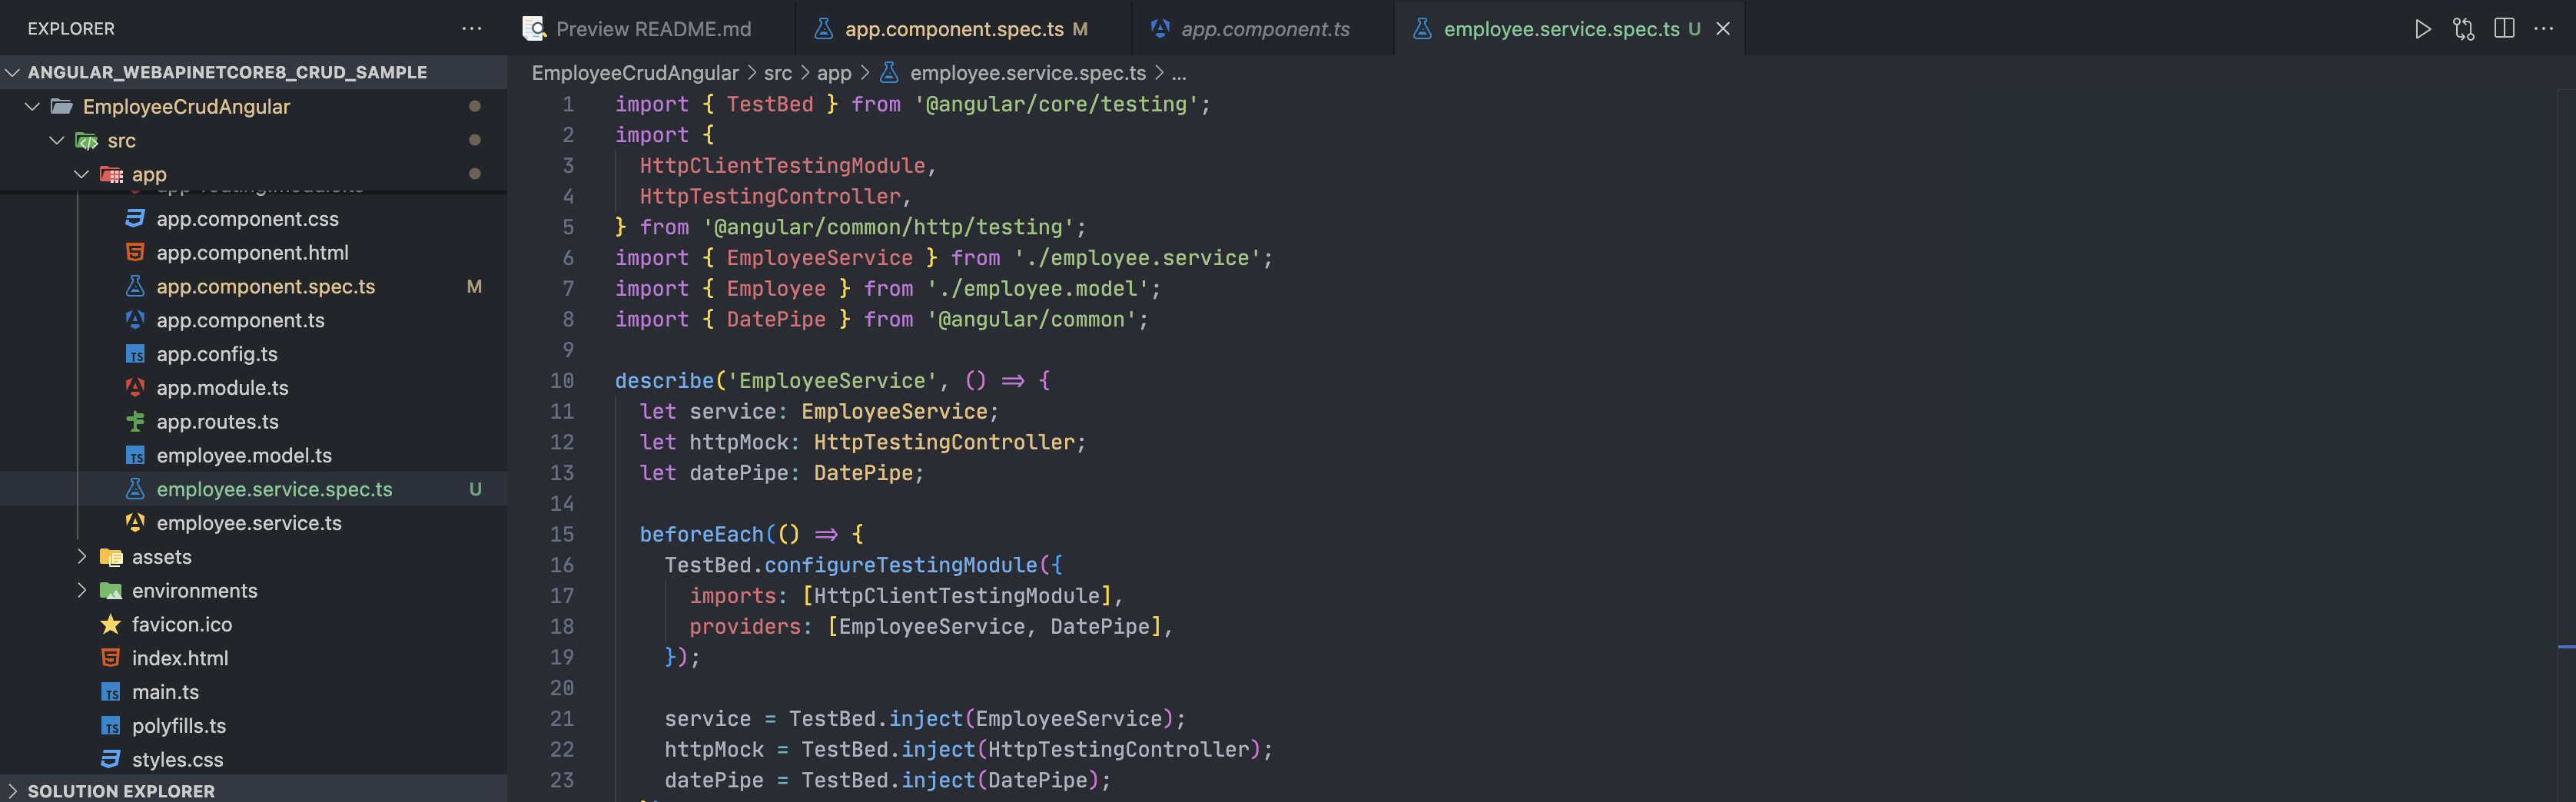 EXPLORER
ANGULAR_WEBAPINETCORE8_CRUD_SAMPLE
EmployeeCrudAngular
src
app
app.component.css
app.component.html
app.component.spec.ts M
app.component.ts
app.config.ts
app.module.ts
app.routes.ts
employee.model.ts
employee.service.spec.ts U
employee.service.ts
assets
environments
favicon.ico
index.html
main.ts
polyfills.ts
styles.css
SOLUTION EXPLORER
Preview README.md
app.component.spec.ts M
app.component.ts
employee.service.spec.ts U
EmployeeCrudAngular > src > app > employee.service.spec.ts > ...
1 import { TestBed } from '@angular/core/testing';
2 import {
3 HttpClientTestingModule,
4 HttpTestingController,
5 } from '@angular/common/http/testing';
6 import { EmployeeService } from './employee.service';
7 import { Employee } from './employee.model';
8 import { DatePipe } from '@angular/common';
9
10 describe('EmployeeService', () => {
11 let service: EmployeeService;
12 let httpMock: HttpTestingController;
13 let datePipe: DatePipe;
14
15 beforeEach(() => {
16 TestBed.configureTestingModule({
17 imports: [HttpClientTestingModule],
18 providers: [EmployeeService, DatePipe],
19 });
20
21 service = TestBed.inject(EmployeeService);
22 httpMock = TestBed.inject(HttpTestingController);
23 datePipe = TestBed.inject(DatePipe);